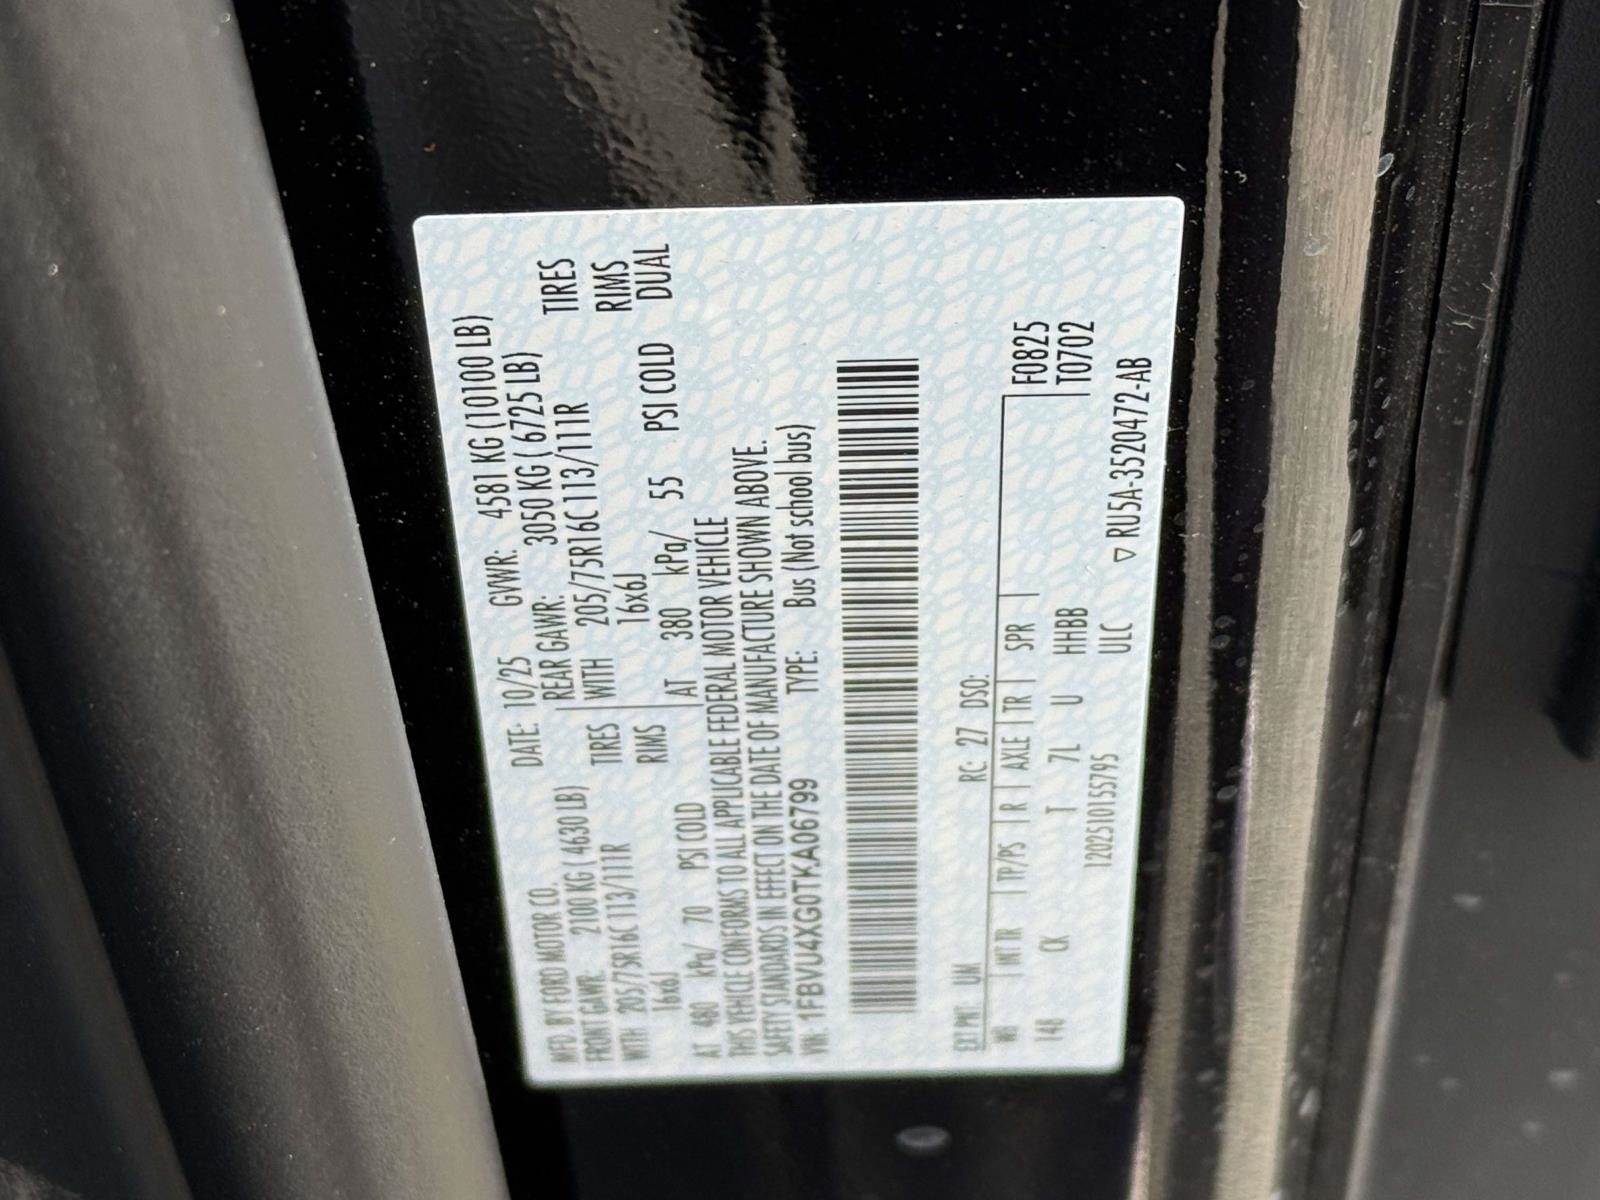 MFD. BY FORD MOTOR CO. DATE: 10/25 GVWR: 4581 KG (10100 LB)
FRONT GAWR: 2100 KG ( 4630 LB) REAR GAWR: 3050 KG ( 6725 LB)
WITH 205/75R16C 113/111R TIRES WITH 205/75R16C 113/111R TIRES
16x6J RIMS 16x6J RIMS
AT 480 kPa/ 70 PSI COLD AT 380 kPa/ 55 PSI COLD DUAL
THIS VEHICLE CONFORMS TO ALL APPLICABLE FEDERAL MOTOR VEHICLE
SAFETY STANDARDS IN EFFECT ON THE DATE OF MANUFACTURE SHOWN ABOVE.
VIN: 1FBVU4XG0TKA06799 TYPE: Bus (Not school bus)
EXT PNT: UM RC: 27 DSO:
WB INT TR TP/PS R AXLE TR SPR F0825
148 CK T 7L U HHBB T0702
12022510155795 ULC ▽ RU5A-3520472-AB